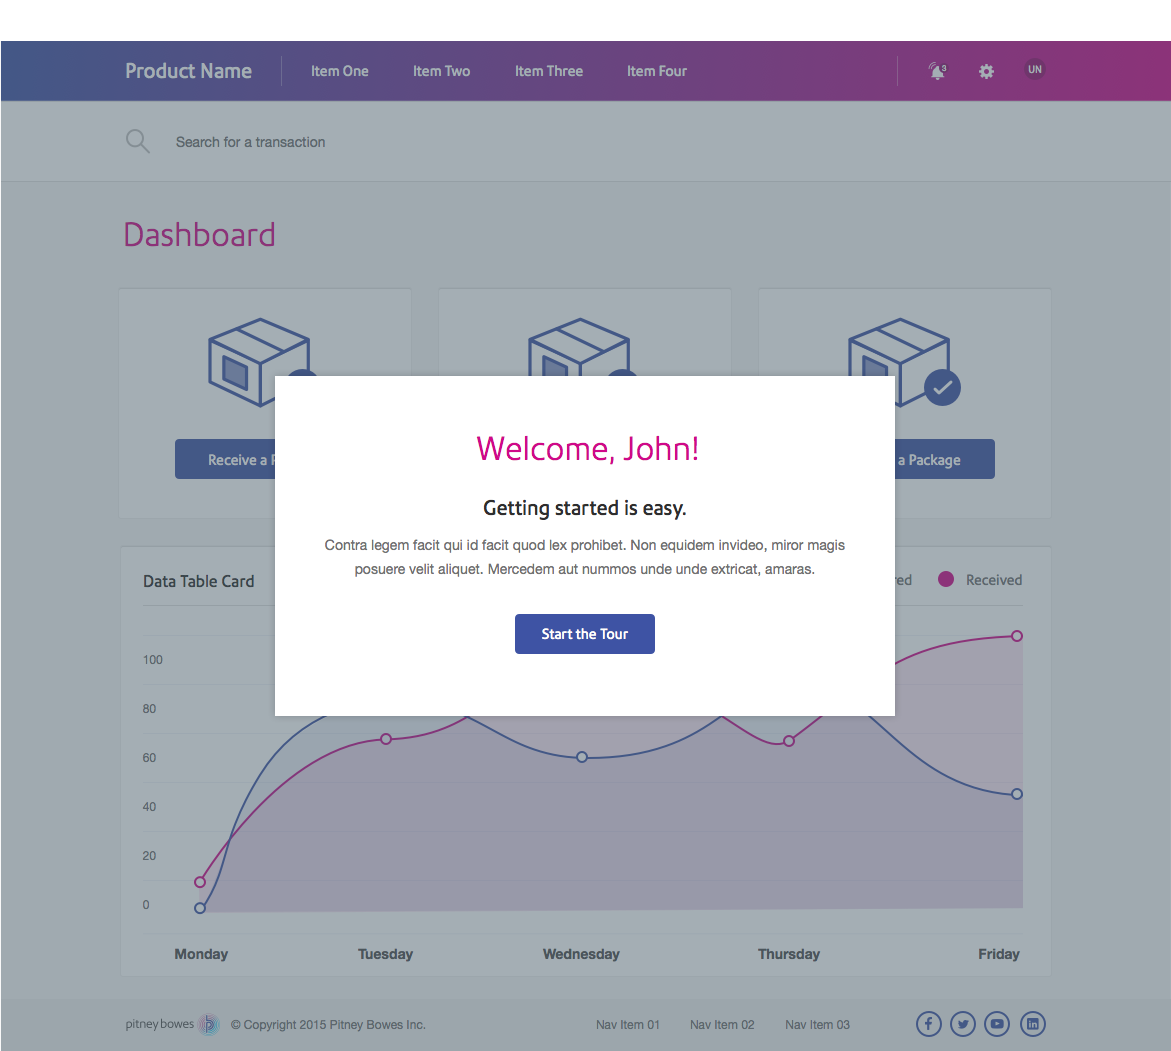 Product Name
Item One
Item Two
Item Three
Item Four
3
UN
Search for a transaction
Dashboard
Receive a
a Package
Welcome, John!
Getting started is easy.
Contra legem facit qui id facit quod lex prohibet. Non equidem invideo, miror magis
posuere velit aliquet. Mercedem aut nummos unde unde extricat, amaras.
Start the Tour
Data Table Card
Received
100
80
60
40
20
0
Monday
Tuesday
Wednesday
Thursday
Friday
pitney bowes
© Copyright 2015 Pitney Bowes Inc.
Nav Item 01
Nav Item 02
Nav Item 03